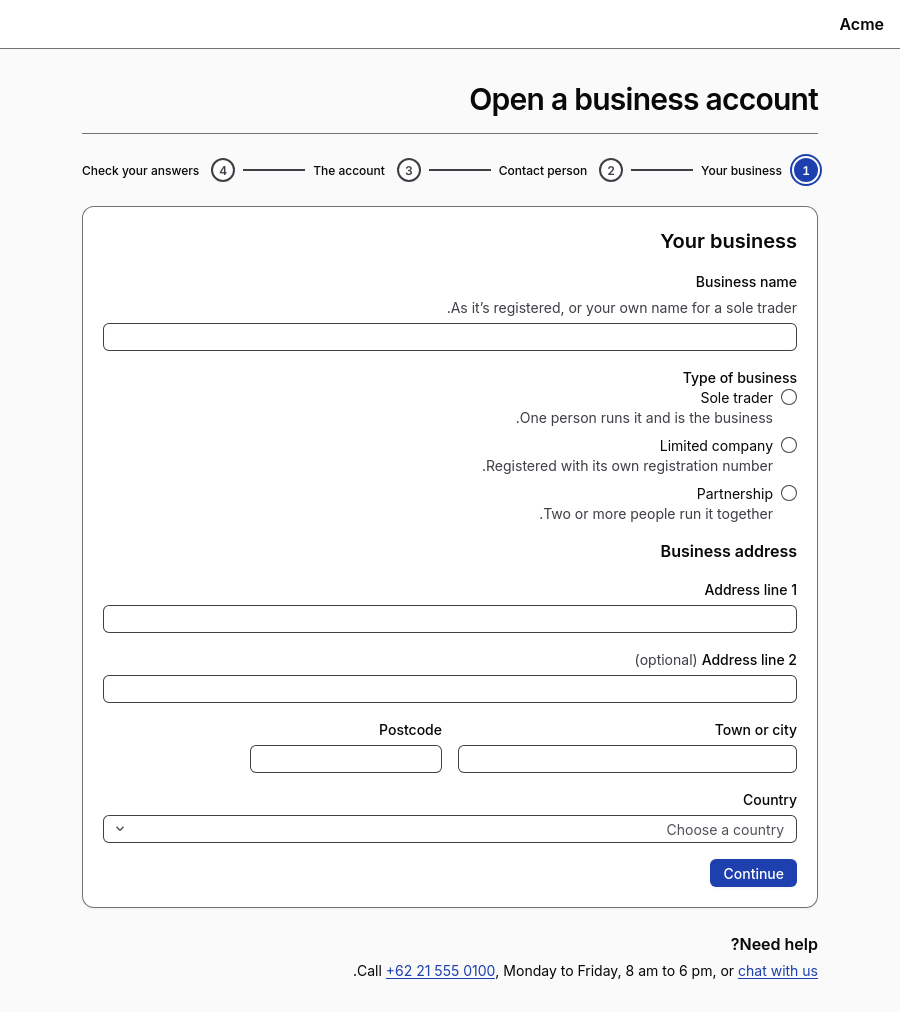 Acme
Open a business account
1 Your business
2 Contact person
3 The account
4 Check your answers
Your business
Business name
.As it’s registered, or your own name for a sole trader
Type of business
Sole trader
.One person runs it and is the business
Limited company
.Registered with its own registration number
Partnership
.Two or more people run it together
Business address
Address line 1
(optional) Address line 2
Town or city
Postcode
Country
Choose a country
Continue
?Need help
.Call +62 21 555 0100, Monday to Friday, 8 am to 6 pm, or chat with us